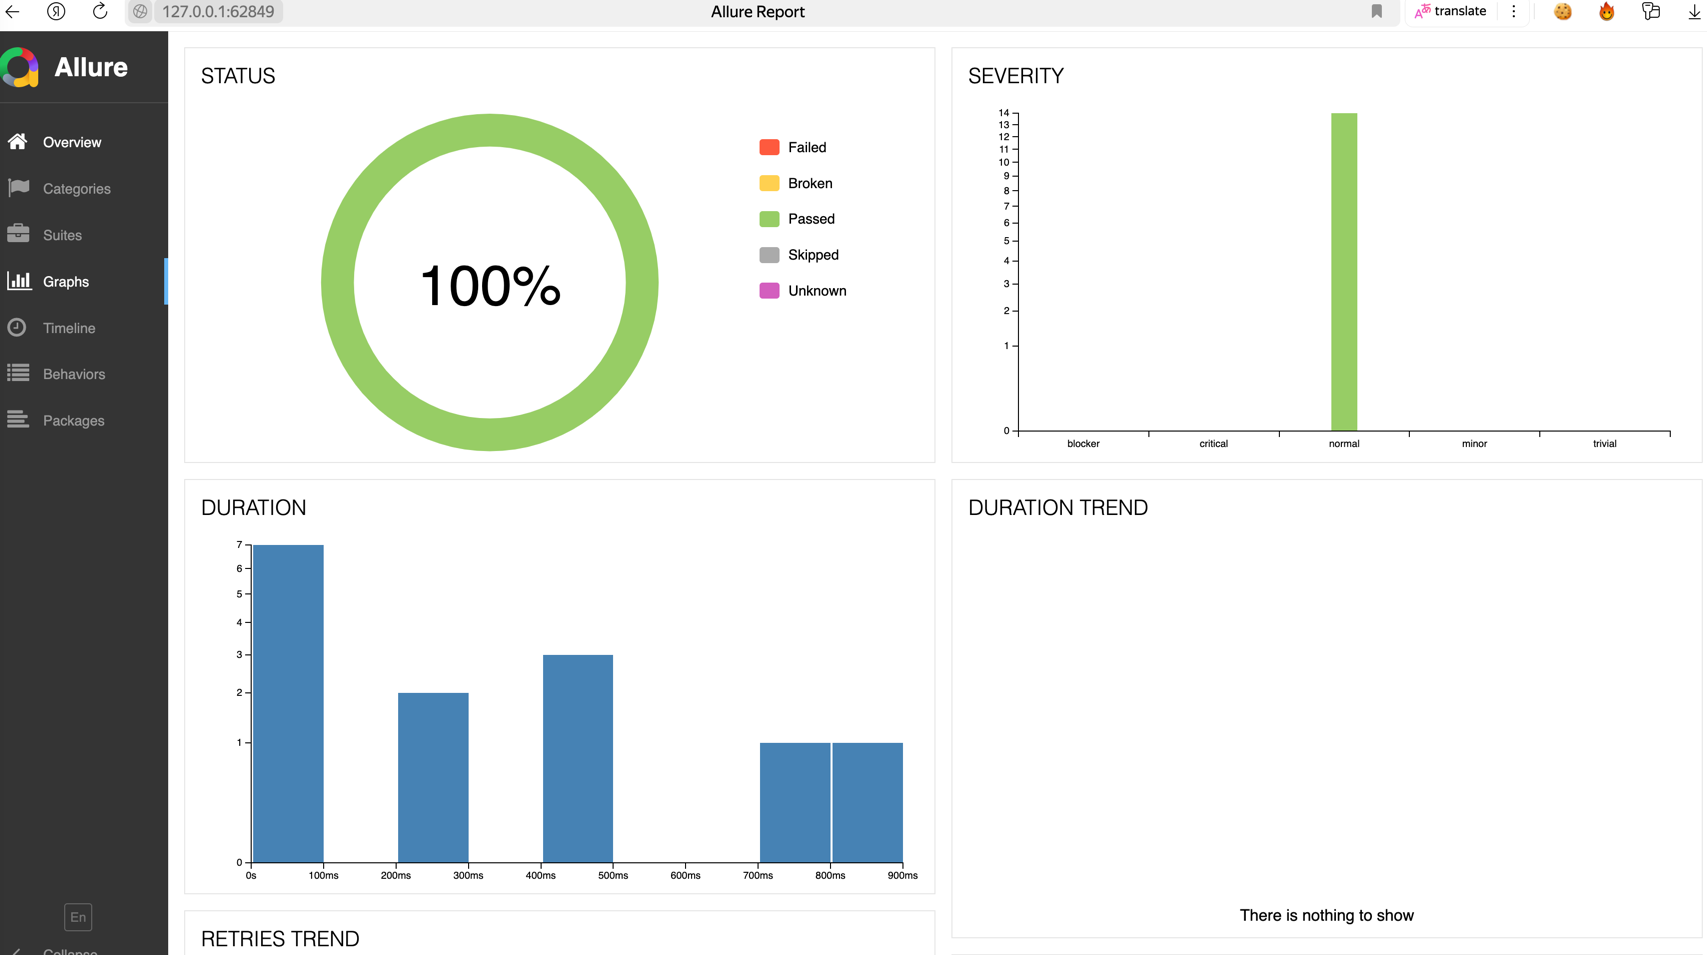 127.0.0.1:62849
Allure Report
translate
Allure
Overview
Categories
Suites
Graphs
Timeline
Behaviors
Packages
En
Collapse
STATUS
100%
Failed
Broken
Passed
Skipped
Unknown
SEVERITY
14
13
12
11
10
9
8
7
6
5
4
3
2
1
0
blocker critical normal minor trivial
DURATION
7
6
5
4
3
2
1
0
0s 100ms 200ms 300ms 400ms 500ms 600ms 700ms 800ms 900ms
DURATION TREND
There is nothing to show
RETRIES TREND